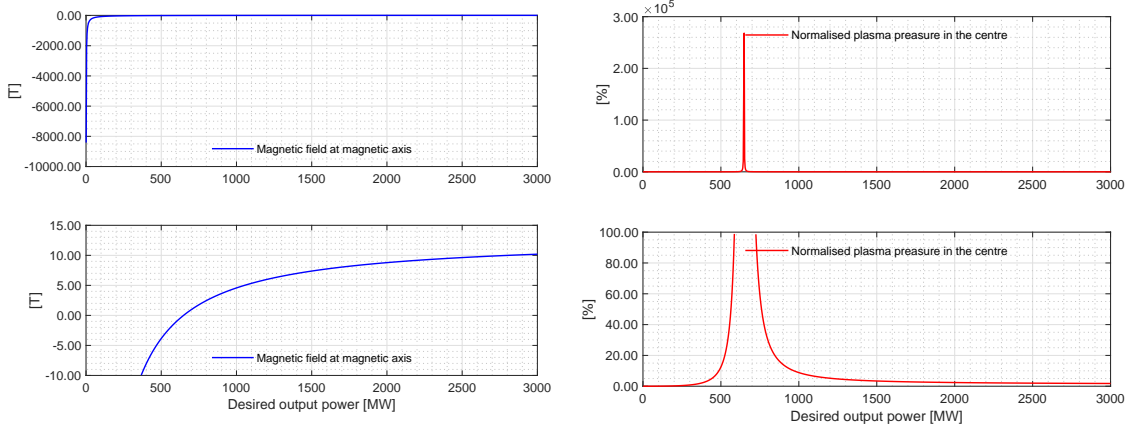 0.00
-2000.00
-4000.00
-6000.00
-8000.00
-10000.00
[T]
Magnetic field at magnetic axis
0 500 1000 1500 2000 2500 3000
×10⁵
3.00
2.00
1.00
0.00
[%]
Normalised plasma preasure in the centre
0 500 1000 1500 2000 2500 3000
15.00
10.00
5.00
0.00
-5.00
-10.00
[T]
Magnetic field at magnetic axis
0 500 1000 1500 2000 2500 3000
Desired output power [MW]
100.00
80.00
60.00
40.00
20.00
0.00
[%]
Normalised plasma preasure in the centre
0 500 1000 1500 2000 2500 3000
Desired output power [MW]